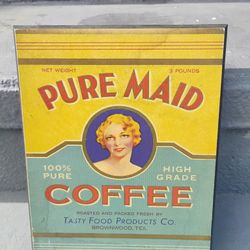 NET WEIGHT 3 POUNDS
PURE MAID
100% HIGH
PURE GRADE
COFFEE
ROASTED AND PACKED FRESH BY
TASTY FOOD PRODUCTS CO
BROWNWOOD, TEX.